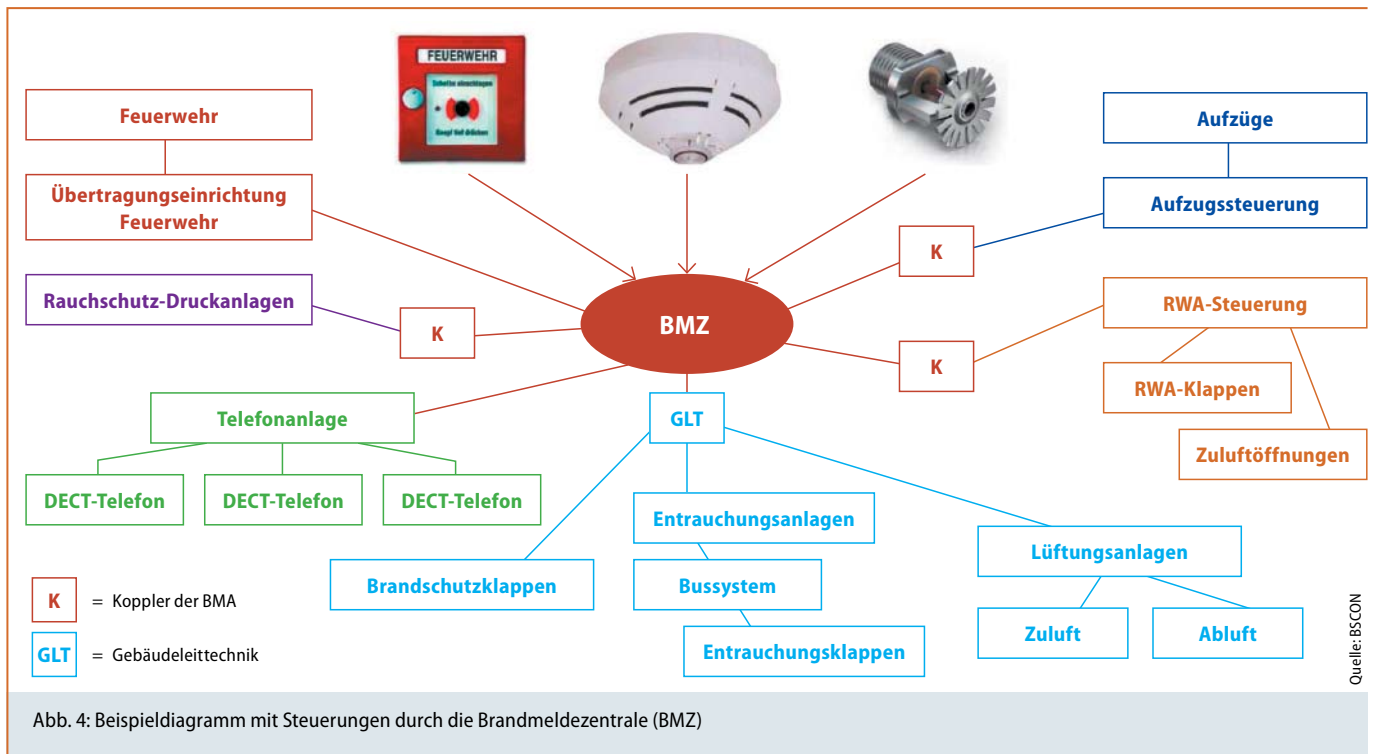 FEUERWEHR
Scheibe einschlagen
Knopf tief drücken
Feuerwehr
Übertragungseinrichtung
Feuerwehr
Rauchschutz-Druckanlagen
K
BMZ
K
K
Aufzüge
Aufzugssteuerung
RWA-Steuerung
RWA-Klappen
Zuluftöffnungen
Telefonanlage
DECT-Telefon
DECT-Telefon
DECT-Telefon
GLT
Brandschutzklappen
Entrauchungsanlagen
Bussystem
Entrauchungsklappen
Lüftungsanlagen
Zuluft
Abluft
K = Koppler der BMA
GLT = Gebäudeleittechnik
Quelle: BSCON
Abb. 4: Beispieldiagramm mit Steuerungen durch die Brandmeldezentrale (BMZ)